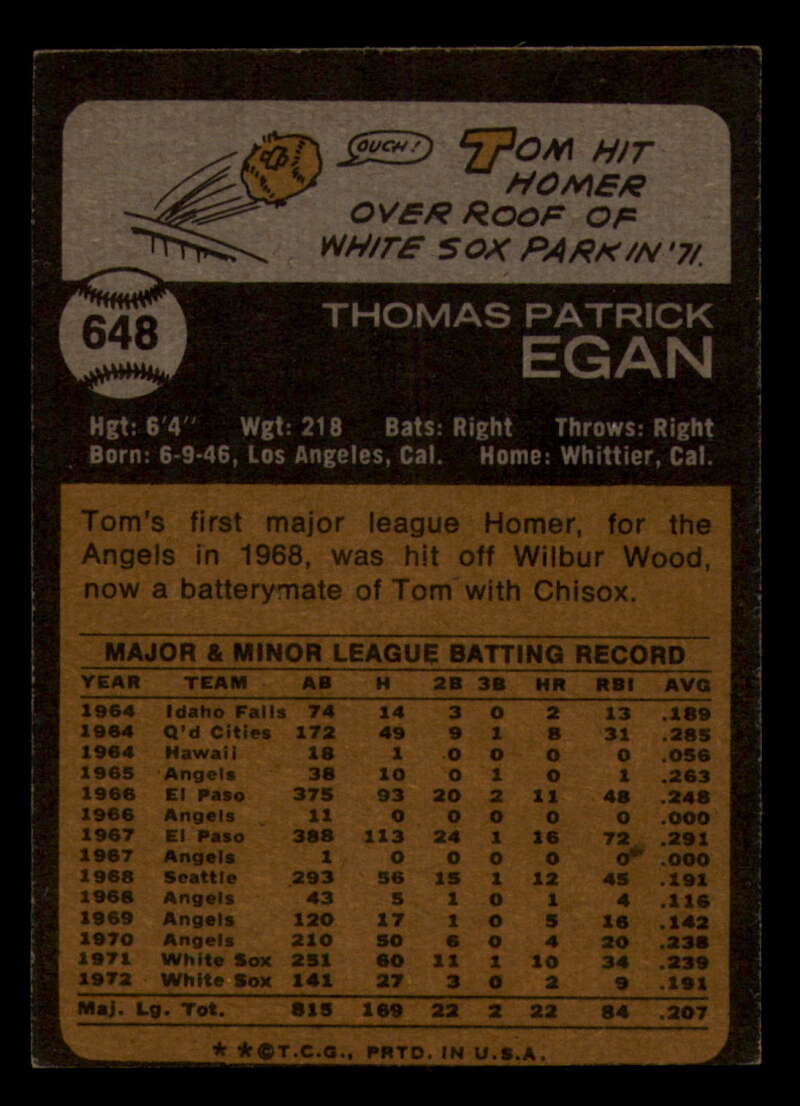 OUCH! TOM HIT
HOMER
OVER ROOF OF
WHITE SOX PARK IN '71.
648
THOMAS PATRICK
EGAN
Hgt: 6'4" Wgt: 218 Bats: Right Throws: Right
Born: 6-9-46, Los Angeles, Cal. Home: Whittier, Cal.
Tom's first major league Homer, for the
Angels in 1968, was hit off Wilbur Wood,
now a batterymate of Tom with Chisox.
MAJOR & MINOR LEAGUE BATTING RECORD
YEAR TEAM AB H 2B 3B HR RBI AVG
1964 Idaho Falls 74 14 3 0 2 13 .189
1964 Q'd Cities 172 49 9 1 8 31 .285
1964 Hawaii 18 1 0 0 0 0 .056
1965 Angels 38 10 0 1 0 1 .263
1966 El Paso 375 93 20 2 11 48 .248
1966 Angels 11 0 0 0 0 0 .000
1967 El Paso 388 113 24 1 16 72 .291
1967 Angels 1 0 0 0 0 0 .000
1968 Seattle 293 56 15 1 12 45 .191
1968 Angels 43 5 1 0 1 4 .116
1969 Angels 120 17 1 0 5 16 .142
1970 Angels 210 50 6 0 4 20 .238
1971 White Sox 251 60 11 1 10 34 .239
1972 White Sox 141 27 3 0 2 9 .191
Maj. Lg. Tot. 815 169 22 2 22 84 .207
* *©T.C.G., PRTD. IN U.S.A.